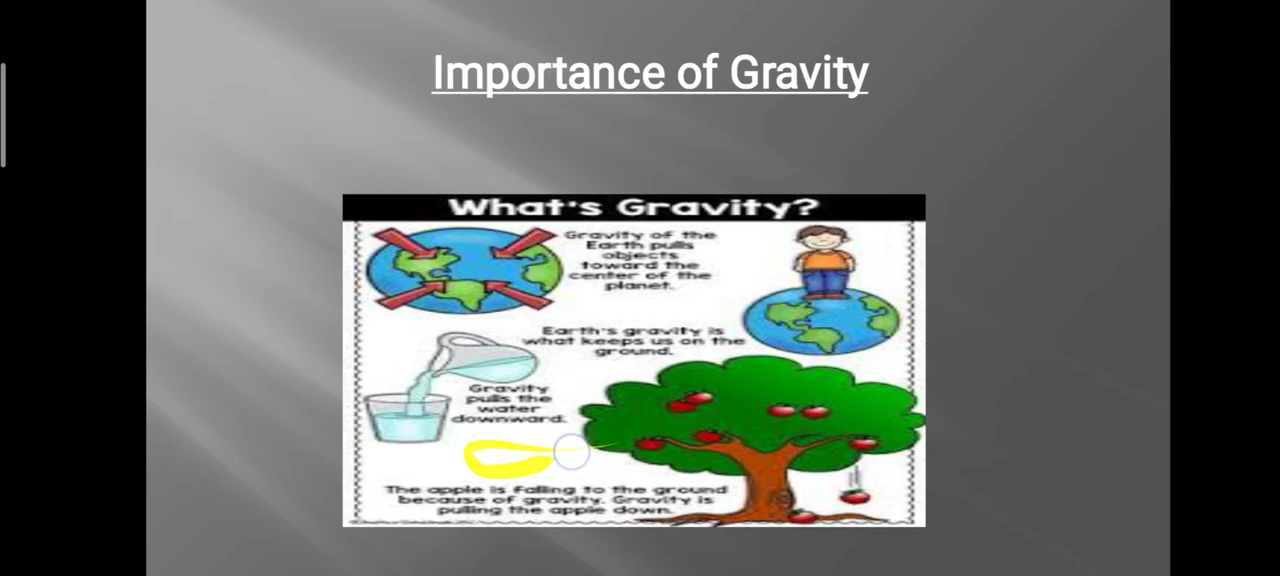 Importance of Gravity
What's Gravity?
Gravity of the
Earth pulls
objects
toward the
center of the
planet.
Earth's gravity is
what keeps us on the
ground.
Gravity
pulls the
water
downward.
The apple is falling to the ground
because of gravity. Gravity is
pulling the apple down.